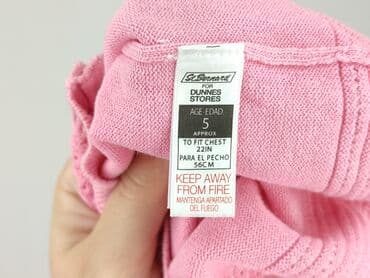 St.Bernard
FOR
DUNNES
STORES
AGE-EDAD
5
APPROX
TO FIT CHEST
22IN
PARA EL PECHO
56CM
KEEP AWAY
FROM FIRE
MANTENGA APARTADO
DEL FUEGO